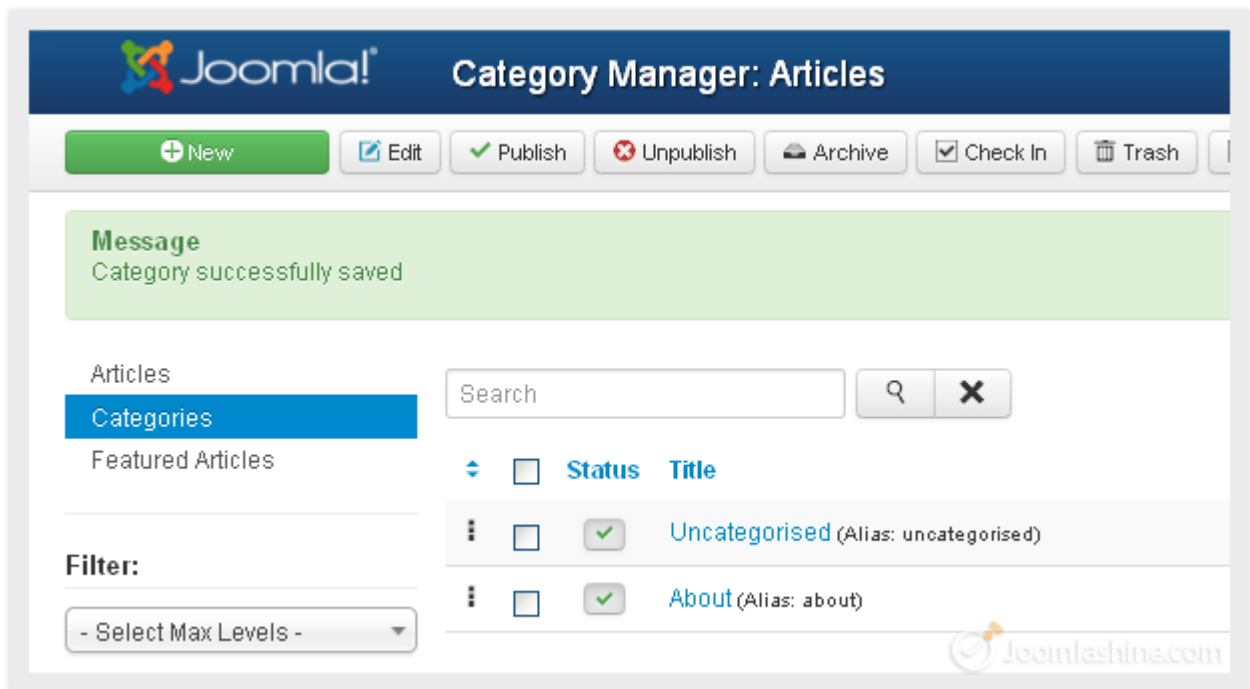 Joomla!® Category Manager: Articles
New Edit Publish Unpublish Archive Check In Trash
Message
Category successfully saved
Articles
Categories
Featured Articles
Search
Status Title
Uncategorised (Alias: uncategorised)
About (Alias: about)
Filter:
- Select Max Levels -
Joomlashine.com